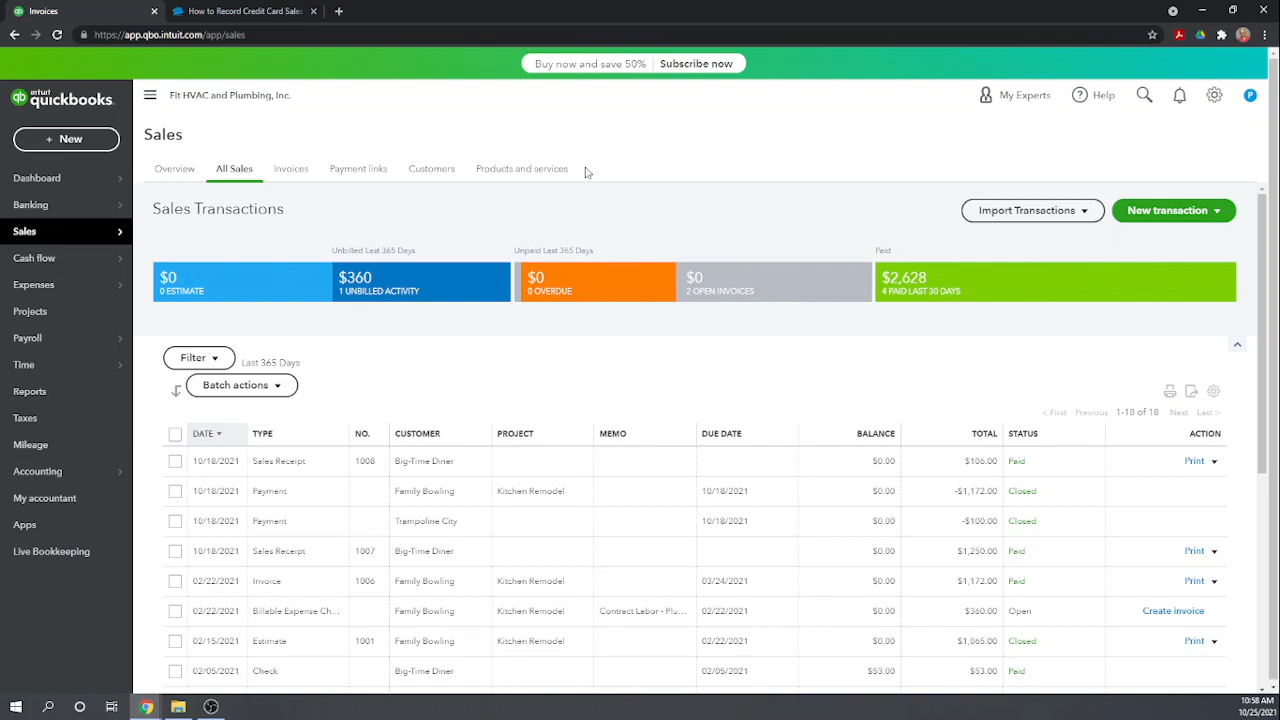 Invoices
How to Record Credit Card Sales
https://app.qbo.intuit.com/app/sales
Buy now and save 50% Subscribe now
intuit quickbooks.
Fit HVAC and Plumbing, Inc.
My Experts
Help
P
+ New
Dashboard
Banking
Sales
Cash flow
Expenses
Projects
Payroll
Time
Reports
Taxes
Mileage
Accounting
My accountant
Apps
Live Bookkeeping
Sales
Overview All Sales Invoices Payment links Customers Products and services
Sales Transactions
Import Transactions New transaction
Unbilled Last 365 Days Unpaid Last 365 Days Paid
$0 $360 $0 $0 $2,628
0 ESTIMATE 1 UNBILLED ACTIVITY 0 OVERDUE 2 OPEN INVOICES 4 PAID LAST 30 DAYS
Filter Last 365 Days
Batch actions
< First Previous 1-18 of 18 Next Last >
DATE TYPE NO. CUSTOMER PROJECT MEMO DUE DATE BALANCE TOTAL STATUS ACTION
10/18/2021 Sales Receipt 1008 Big-Time Diner $0.00 $106.00 Paid Print
10/18/2021 Payment Family Bowling Kitchen Remodel 10/18/2021 $0.00 -$1,172.00 Closed
10/18/2021 Payment Trampoline City 10/18/2021 $0.00 -$100.00 Closed
10/18/2021 Sales Receipt 1007 Big-Time Diner $0.00 $1,250.00 Paid Print
02/22/2021 Invoice 1006 Family Bowling Kitchen Remodel 03/24/2021 $0.00 $1,172.00 Paid Print
02/22/2021 Billable Expense Ch... Family Bowling Kitchen Remodel Contract Labor - Plu... 02/22/2021 $0.00 $360.00 Open Create invoice
02/15/2021 Estimate 1001 Family Bowling Kitchen Remodel 02/22/2021 $0.00 $1,065.00 Closed Print
02/05/2021 Check Big-Time Diner 02/05/2021 $53.00 $53.00 Paid
10:58 AM
10/25/2021